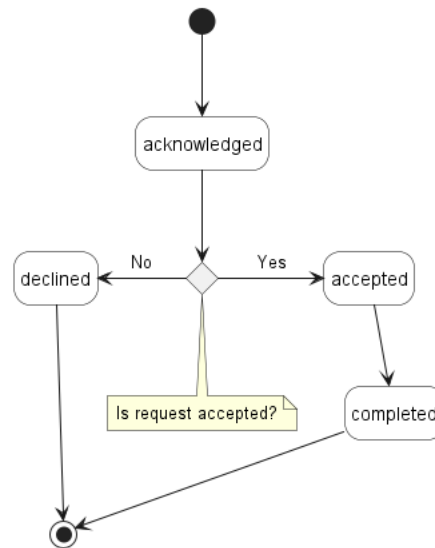 acknowledged
No
Yes
declined
accepted
Is request accepted?
completed